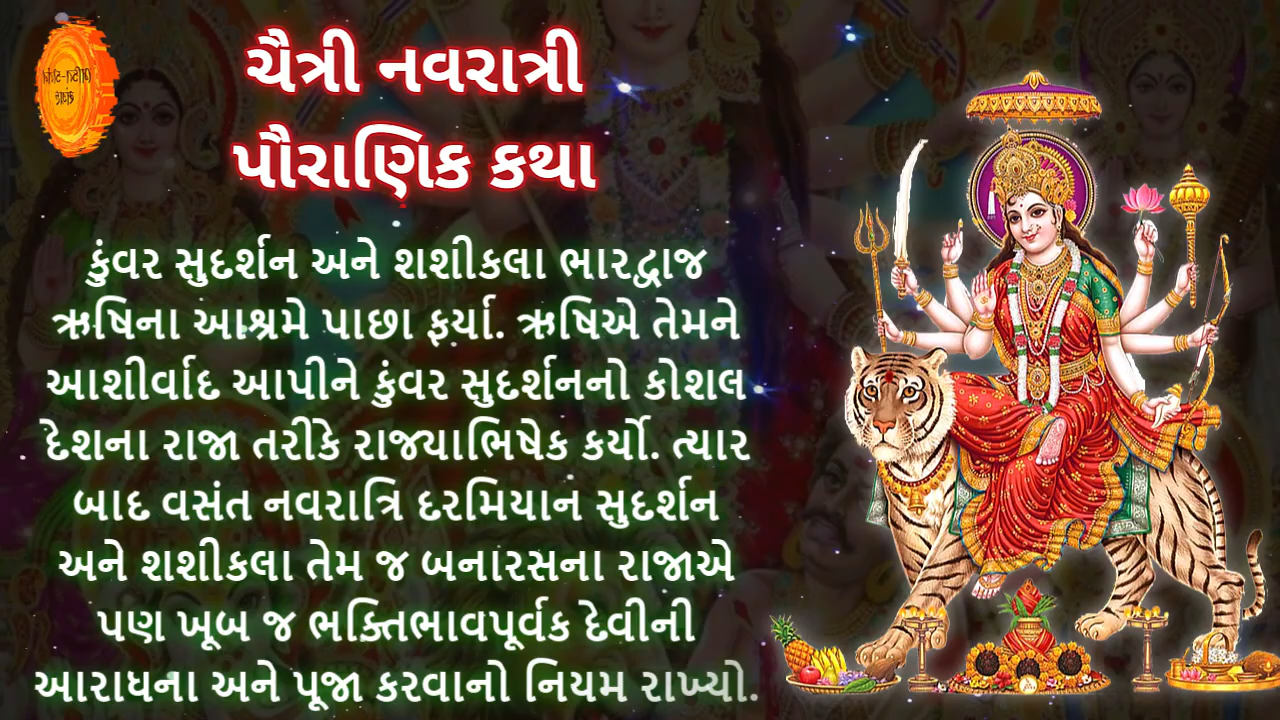 ચૈત્રી નવરાત્રી
પૌરાણિક કથા
કુંવર સુદર્શન અને શશીકલા ભારદ્વાજ
ઋષિના આશ્રમે પાછા ફર્યા. ઋષિએ તેમને
આશીર્વાદ આપીને કુંવર સુદર્શનનો કોશલ
દેશના રાજા તરીકે રાજ્યાભિષેક કર્યો. ત્યાર
બાદ વસંત નવરાત્રિ દરમિયાન સુદર્શન
અને શશીકલા તેમ જ બનારસના રાજાએ
પણ ખૂબ જ ભક્તિભાવપૂર્વક દેવીની
આરાધના અને પૂજા કરવાનો નિયમ રાખ્યો.